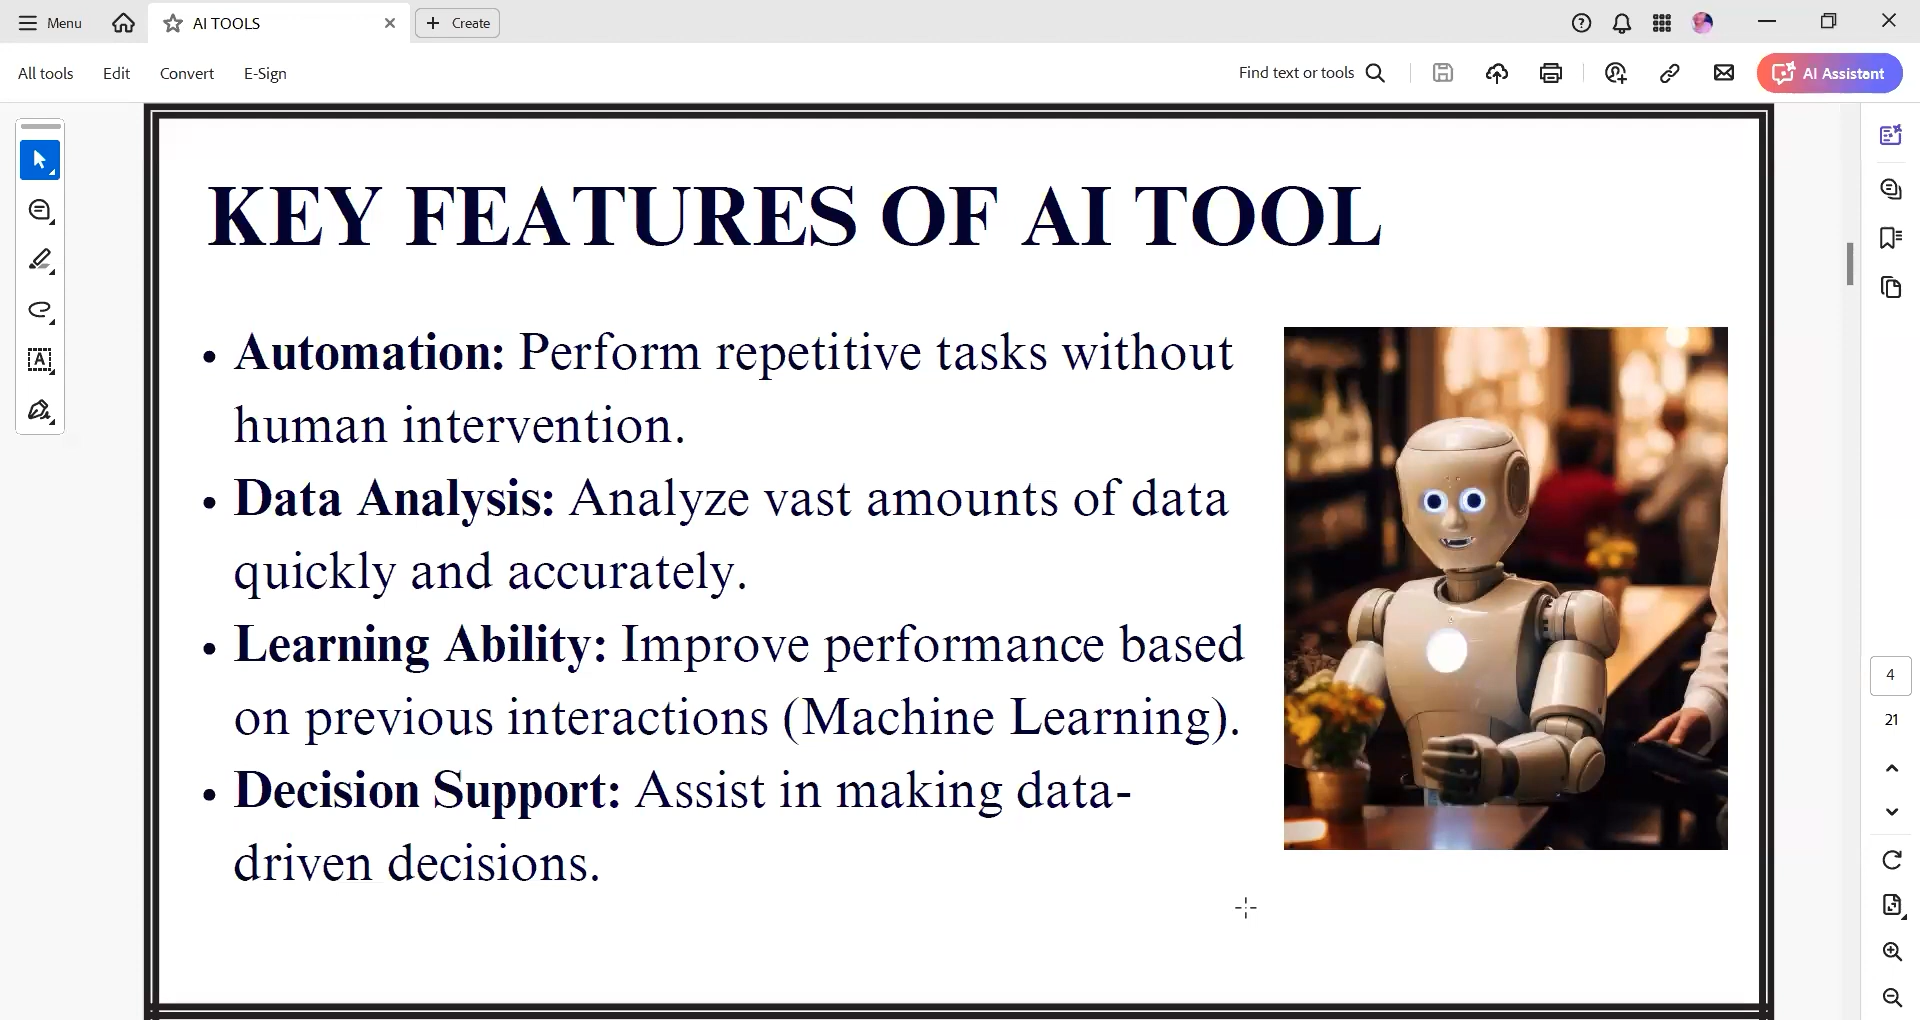 Menu
AI TOOLS
Create
All tools
Edit
Convert
E-Sign
Find text or tools
AI Assistant
KEY FEATURES OF AI TOOL
• Automation: Perform repetitive tasks without
human intervention.
• Data Analysis: Analyze vast amounts of data
quickly and accurately.
• Learning Ability: Improve performance based
on previous interactions (Machine Learning).
• Decision Support: Assist in making data-
driven decisions.
4
21